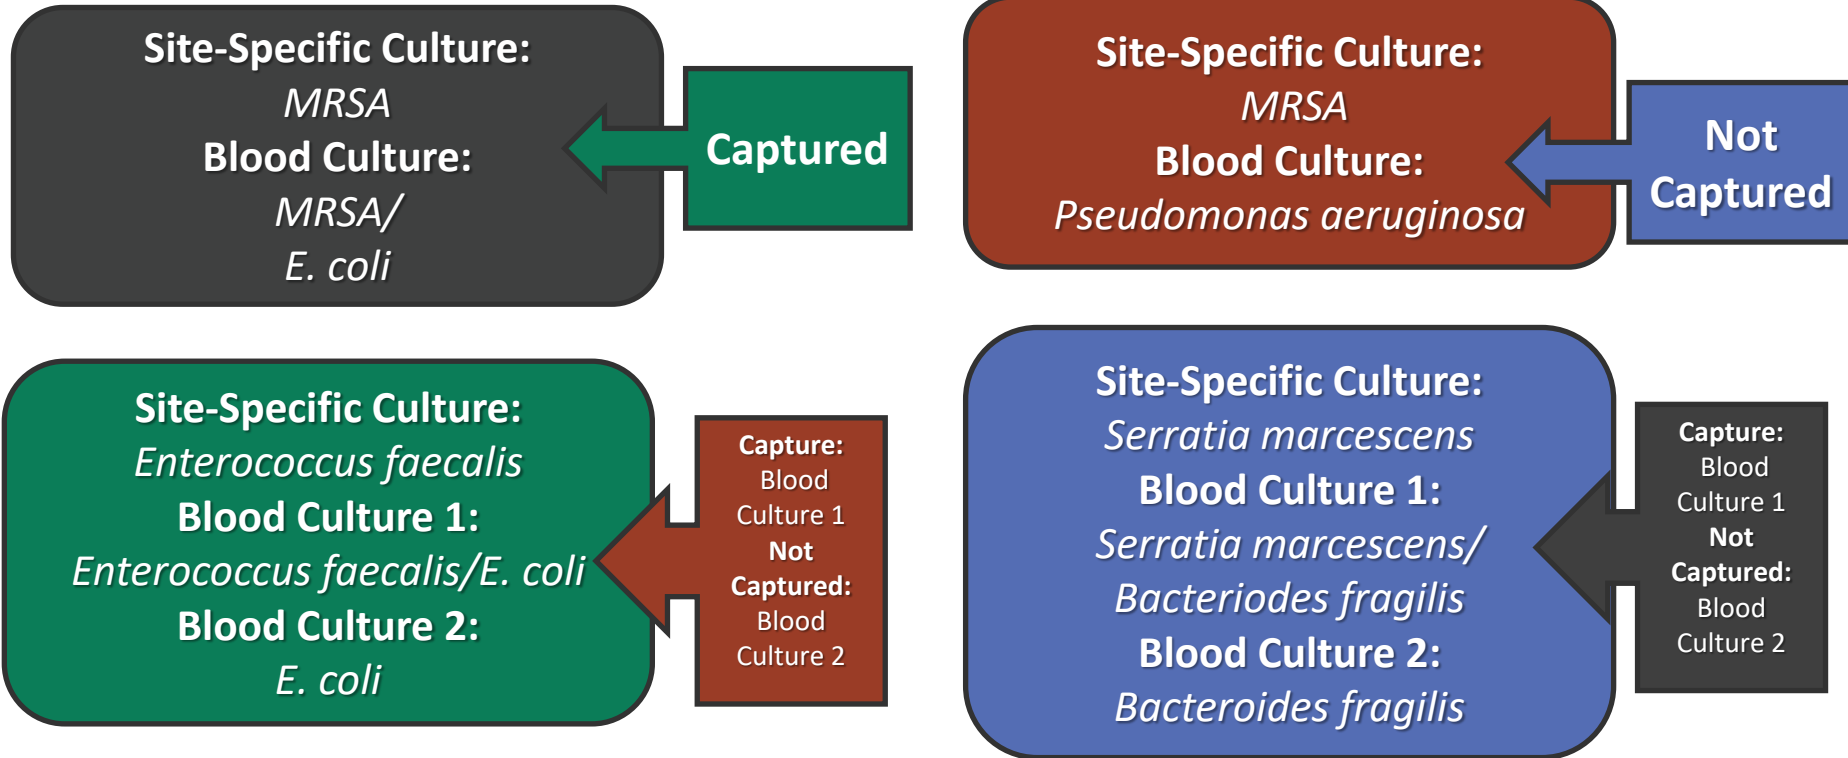 Site-Specific Culture:
MRSA
Blood Culture:
MRSA/
E. coli
Captured
Site-Specific Culture:
MRSA
Blood Culture:
Pseudomonas aeruginosa
Not
Captured
Site-Specific Culture:
Enterococcus faecalis
Blood Culture 1:
Enterococcus faecalis/E. coli
Blood Culture 2:
E. coli
Capture:
Blood
Culture 1
Not
Captured:
Blood
Culture 2
Site-Specific Culture:
Serratia marcescens
Blood Culture 1:
Serratia marcescens/
Bacteriodes fragilis
Blood Culture 2:
Bacteroides fragilis
Capture:
Blood
Culture 1
Not
Captured:
Blood
Culture 2